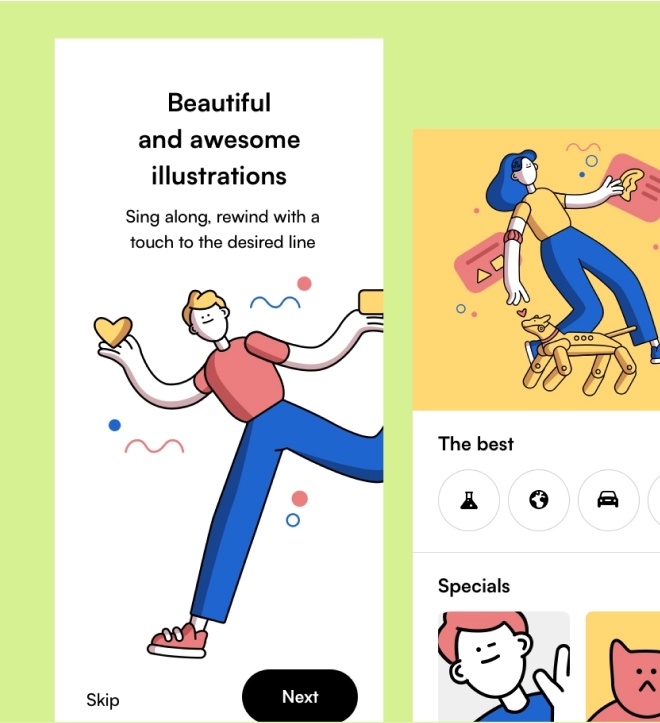 Beautiful
and awesome
illustrations
Sing along, rewind with a
touch to the desired line
Skip
Next
The best
Specials